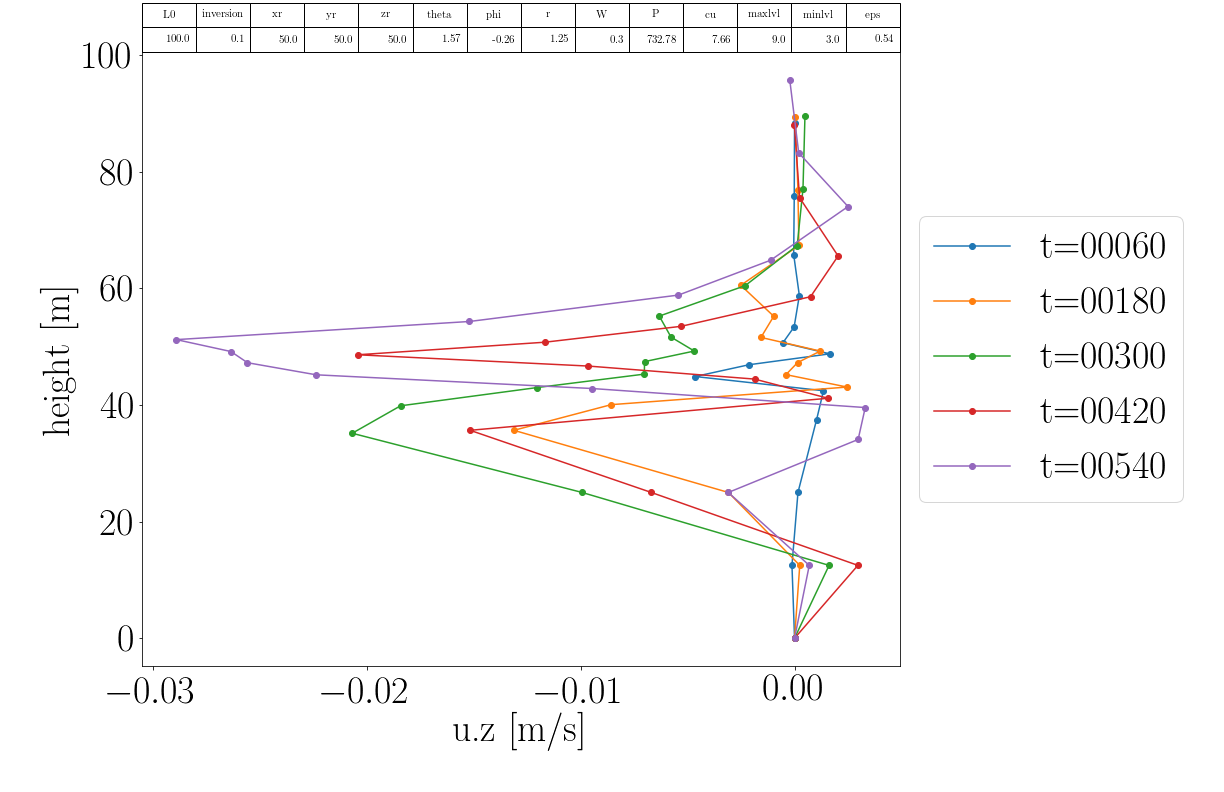 L0 inversion xr yr zr theta phi r W P cu maxlvl minlvl eps
100.0 0.1 50.0 50.0 50.0 1.57 -0.26 1.25 0.3 732.78 7.66 9.0 3.0 0.54
100
80
60
40
20
0
height [m]
−0.03 −0.02 −0.01 0.00
u.z [m/s]
t=00060
t=00180
t=00300
t=00420
t=00540